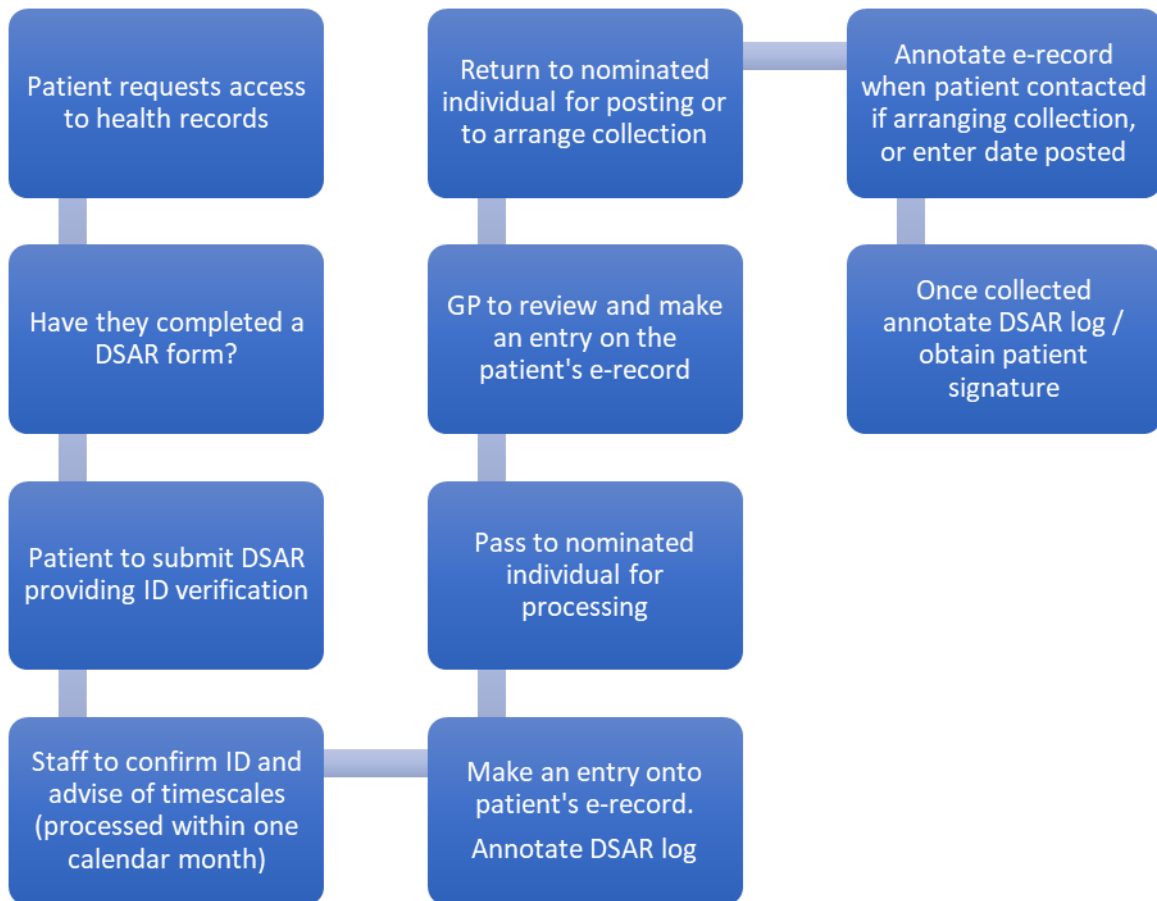 Patient requests access
to health records
Have they completed a
DSAR form?
Patient to submit DSAR
providing ID verification
Staff to confirm ID and
advise of timescales
(processed within one
calendar month)
Make an entry onto
patient's e-record.
Annotate DSAR log
Pass to nominated
individual for
processing
GP to review and make
an entry on the
patient's e-record
Return to nominated
individual for posting or
to arrange collection
Annotate e-record
when patient contacted
if arranging collection,
or enter date posted
Once collected
annotate DSAR log /
obtain patient
signature